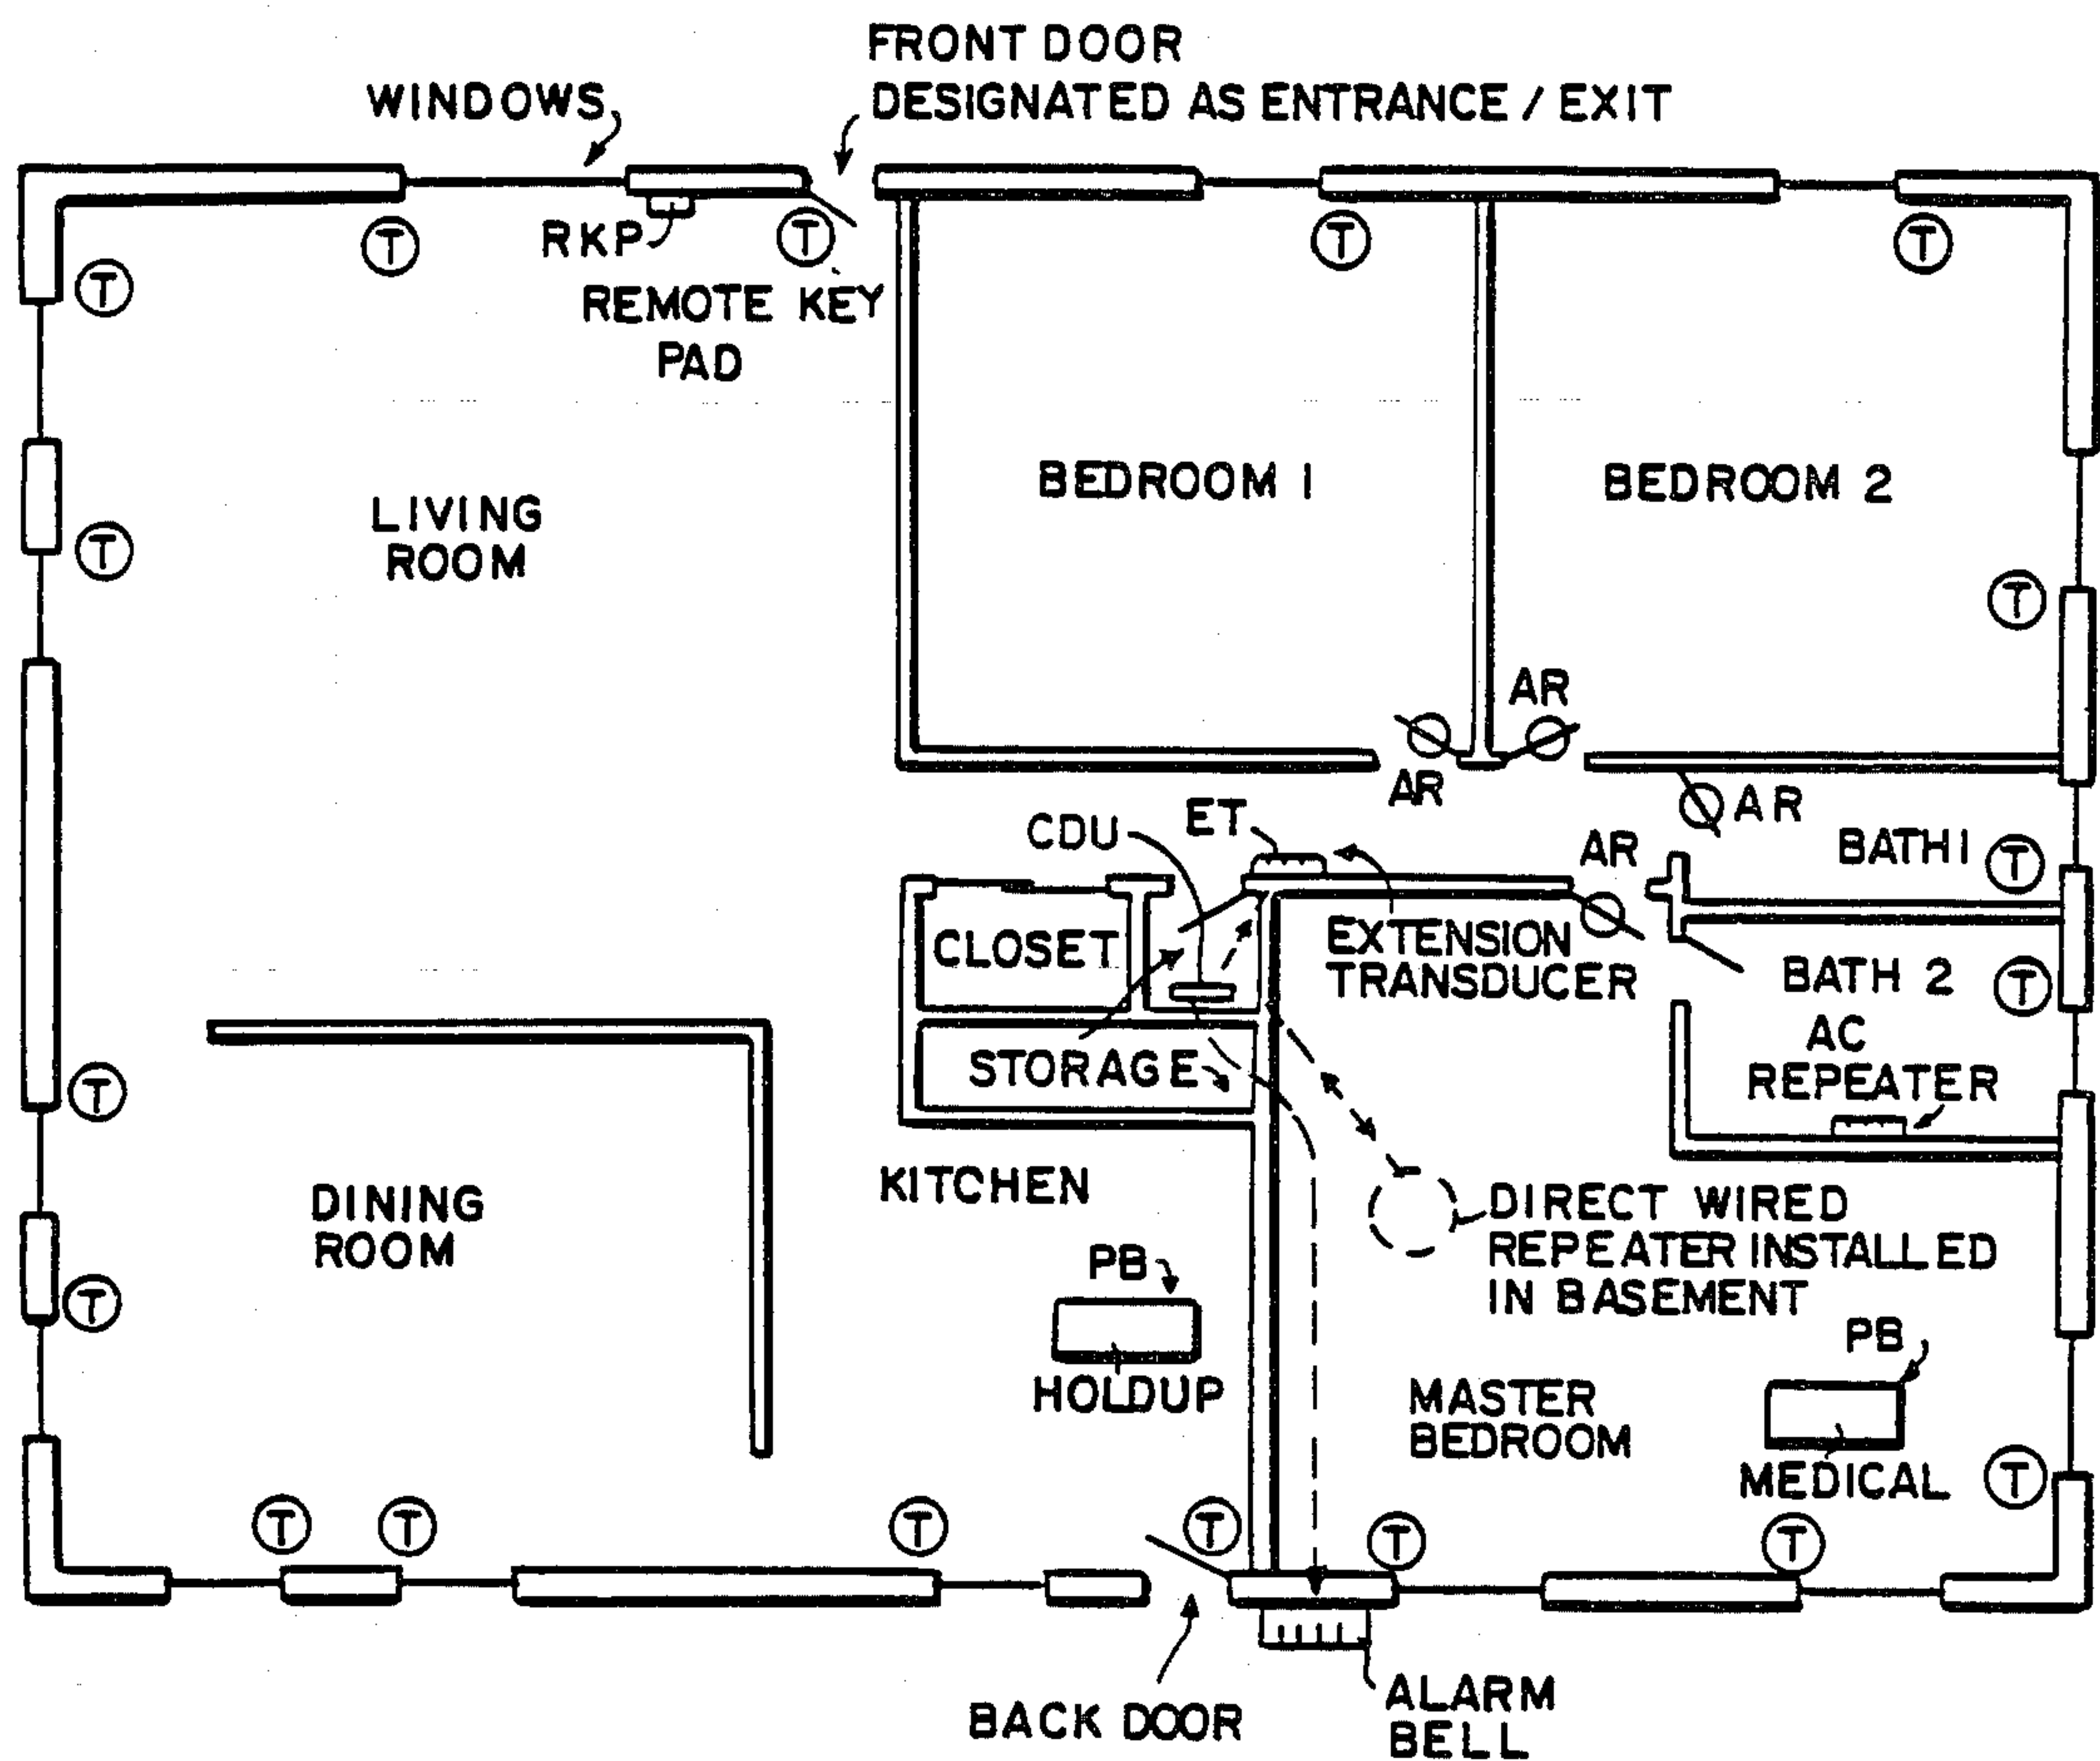 FRONT DOOR
WINDOWS
DESIGNATED AS ENTRANCE / EXIT
RKP
T
T
T
T
T
REMOTE KEY
PAD
T
BEDROOM 1
BEDROOM 2
LIVING
ROOM
T
T
AR
AR
AR
CDU
ET
AR
BATH 1
T
CLOSET
EXTENSION
TRANSDUCER
BATH 2
T
AC
REPEATER
STORAGE
T
KITCHEN
DINING
ROOM
DIRECT WIRED
REPEATER INSTALLED
IN BASEMENT
PB
T
HOLDUP
PB
MASTER
BEDROOM
MEDICAL
T
T
T
T
T
T
T
BACK DOOR
ALARM
BELL